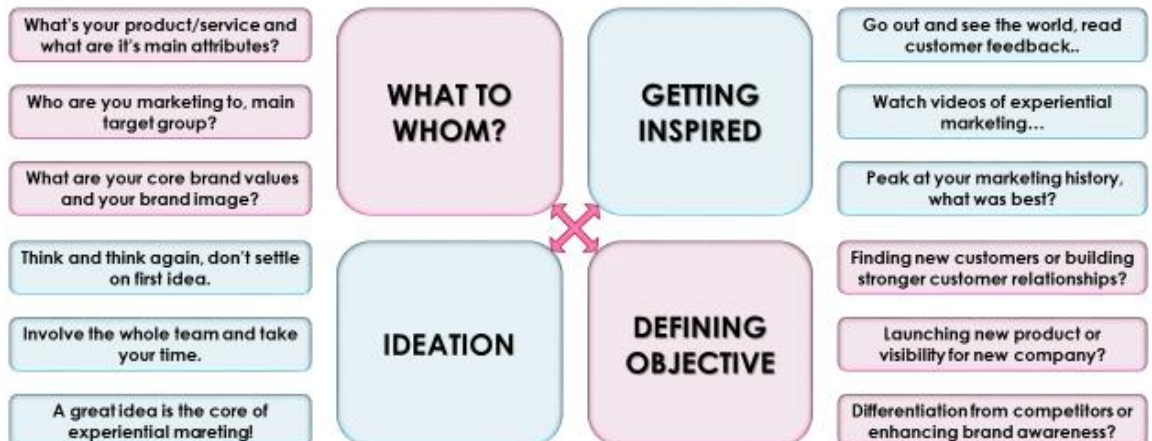 What's your product/service and
what are it's main attributes?
Who are you marketing to, main
target group?
What are your core brand values
and your brand image?
WHAT TO
WHOM?
GETTING
INSPIRED
Go out and see the world, read
customer feedback..
Watch videos of experiential
marketing...
Peak at your marketing history,
what was best?
Think and think again, don't settle
on first idea.
Involve the whole team and take
your time.
A great idea is the core of
experiential mareting!
IDEATION
DEFINING
OBJECTIVE
Finding new customers or building
stronger customer relationships?
Launching new product or
visibility for new company?
Differentiation from competitors or
enhancing brand awareness?